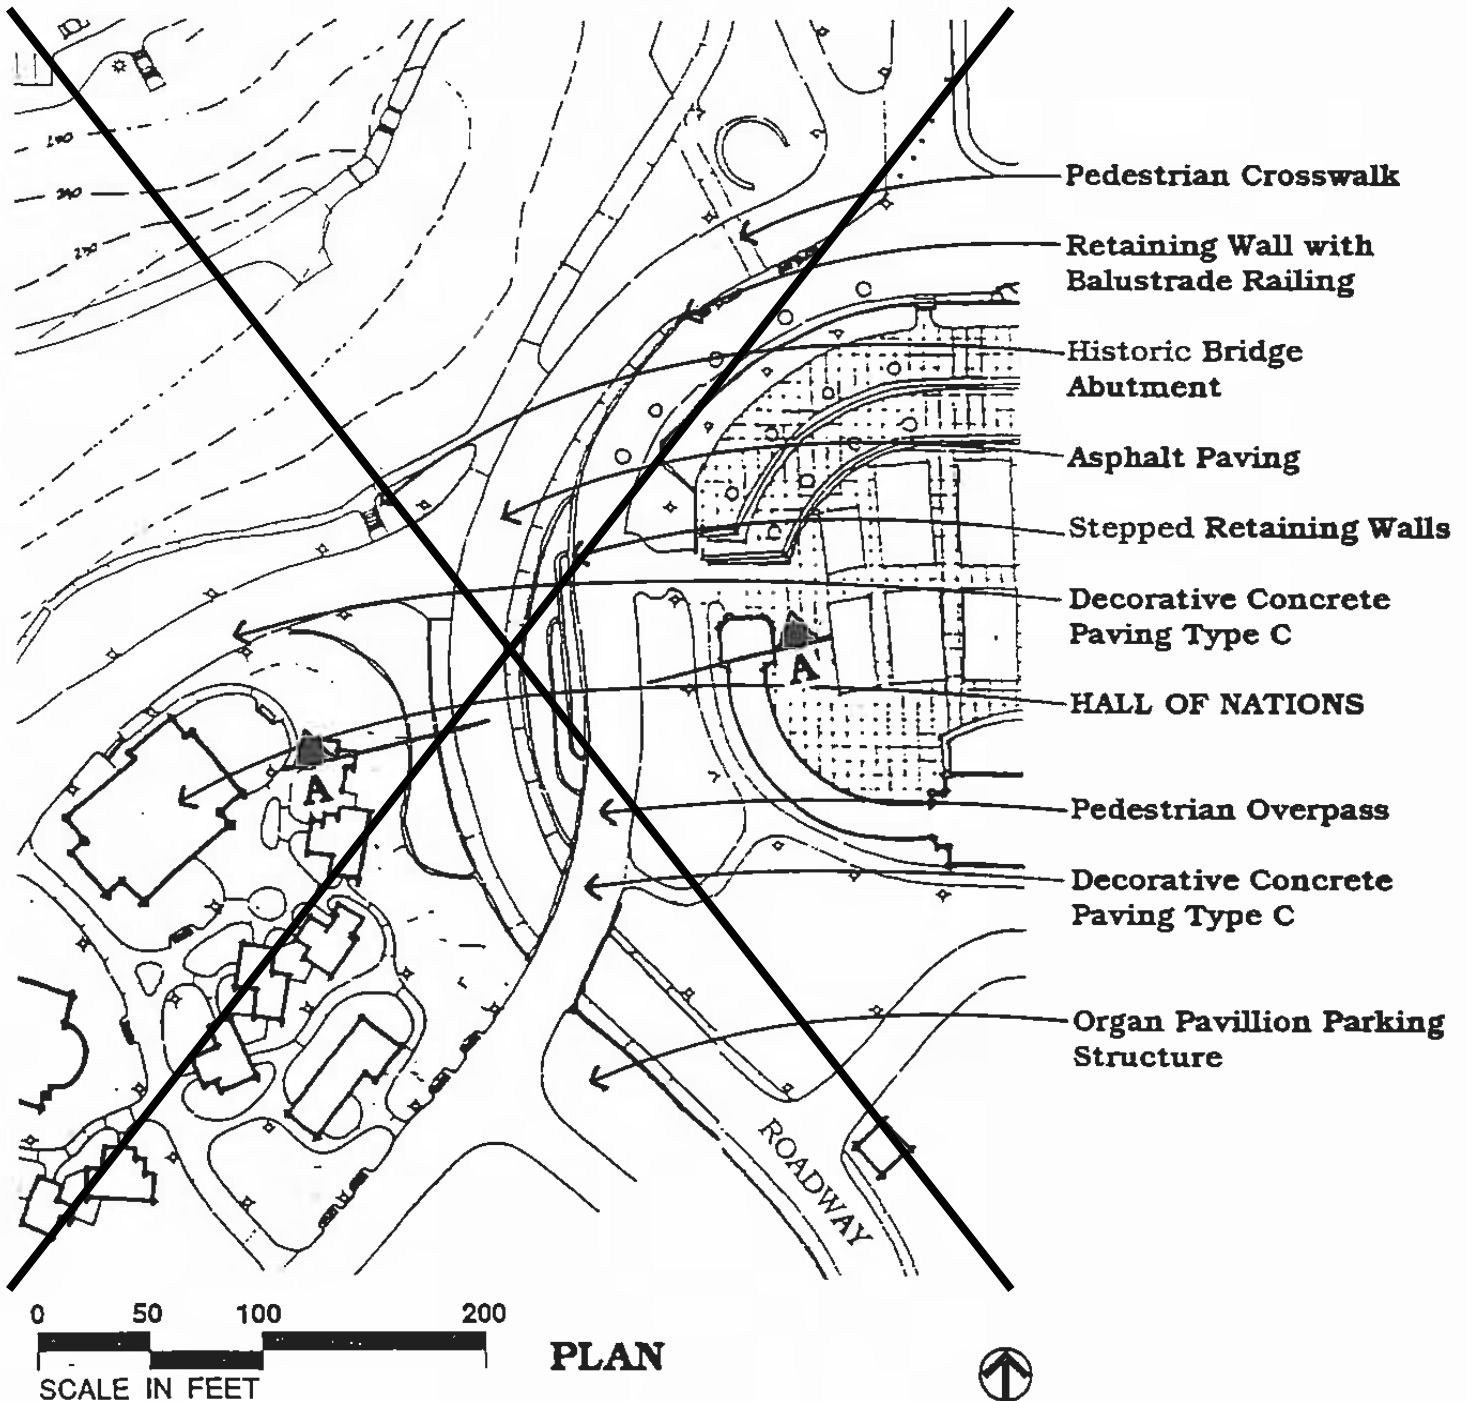 240
Pedestrian Crosswalk
Retaining Wall with
Balustrade Railing
Historic Bridge
Abutment
Asphalt Paving
Stepped Retaining Walls
Decorative Concrete
Paving Type C
A'
HALL OF NATIONS
A
Pedestrian Overpass
Decorative Concrete
Paving Type C
Organ Pavillion Parking
Structure
ROADWAY
0 50 100 200
SCALE IN FEET
PLAN